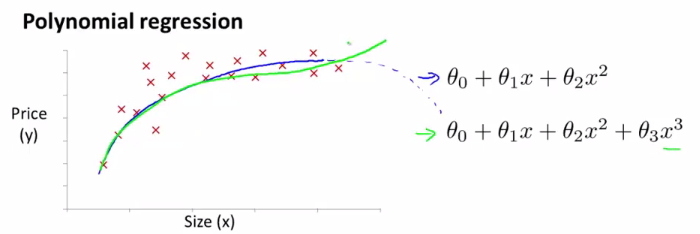 Polynomial regression
θ₀ + θ₁x + θ₂x²
Price
(y)
θ₀ + θ₁x + θ₂x² + θ₃x³
Size (x)